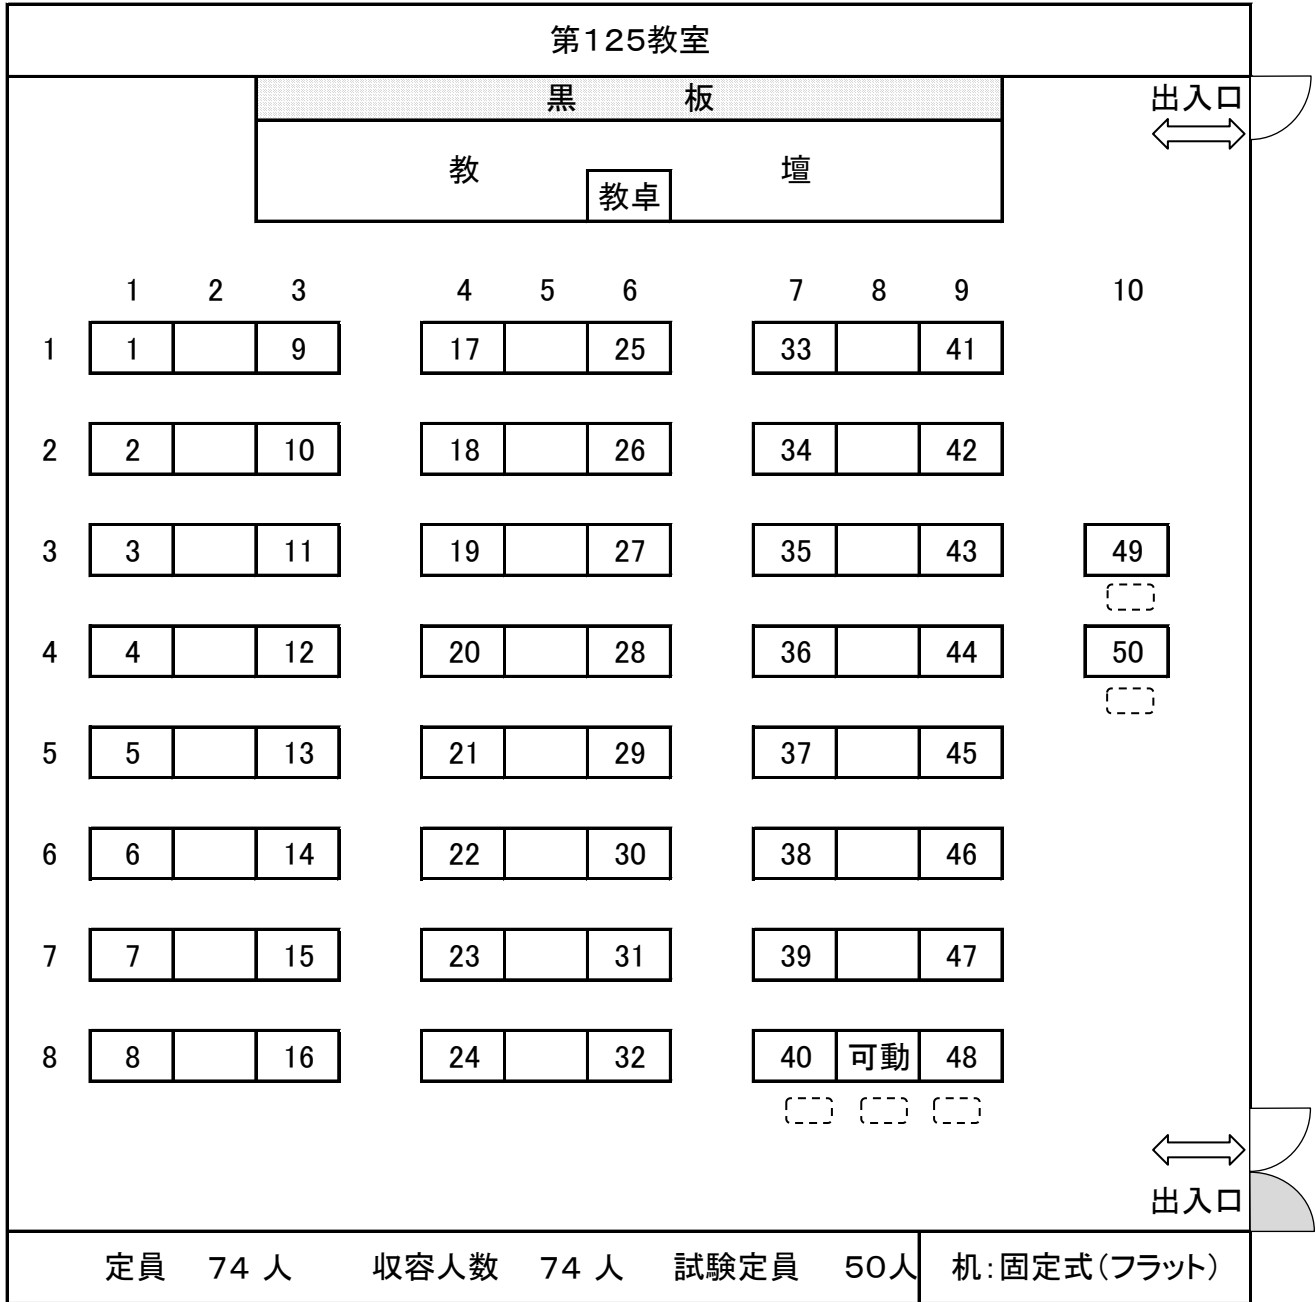 第125教室
黒　板
出入口
教　壇
教卓
1 2 3 4 5 6 7 8 9 10
1 1 9 17 25 33 41
2 2 10 18 26 34 42
3 3 11 19 27 35 43 49
4 4 12 20 28 36 44 50
5 5 13 21 29 37 45
6 6 14 22 30 38 46
7 7 15 23 31 39 47
8 8 16 24 32 40 可動 48
出入口
定員　74 人　収容人数　74 人　試験定員　50人　机:固定式(フラット)